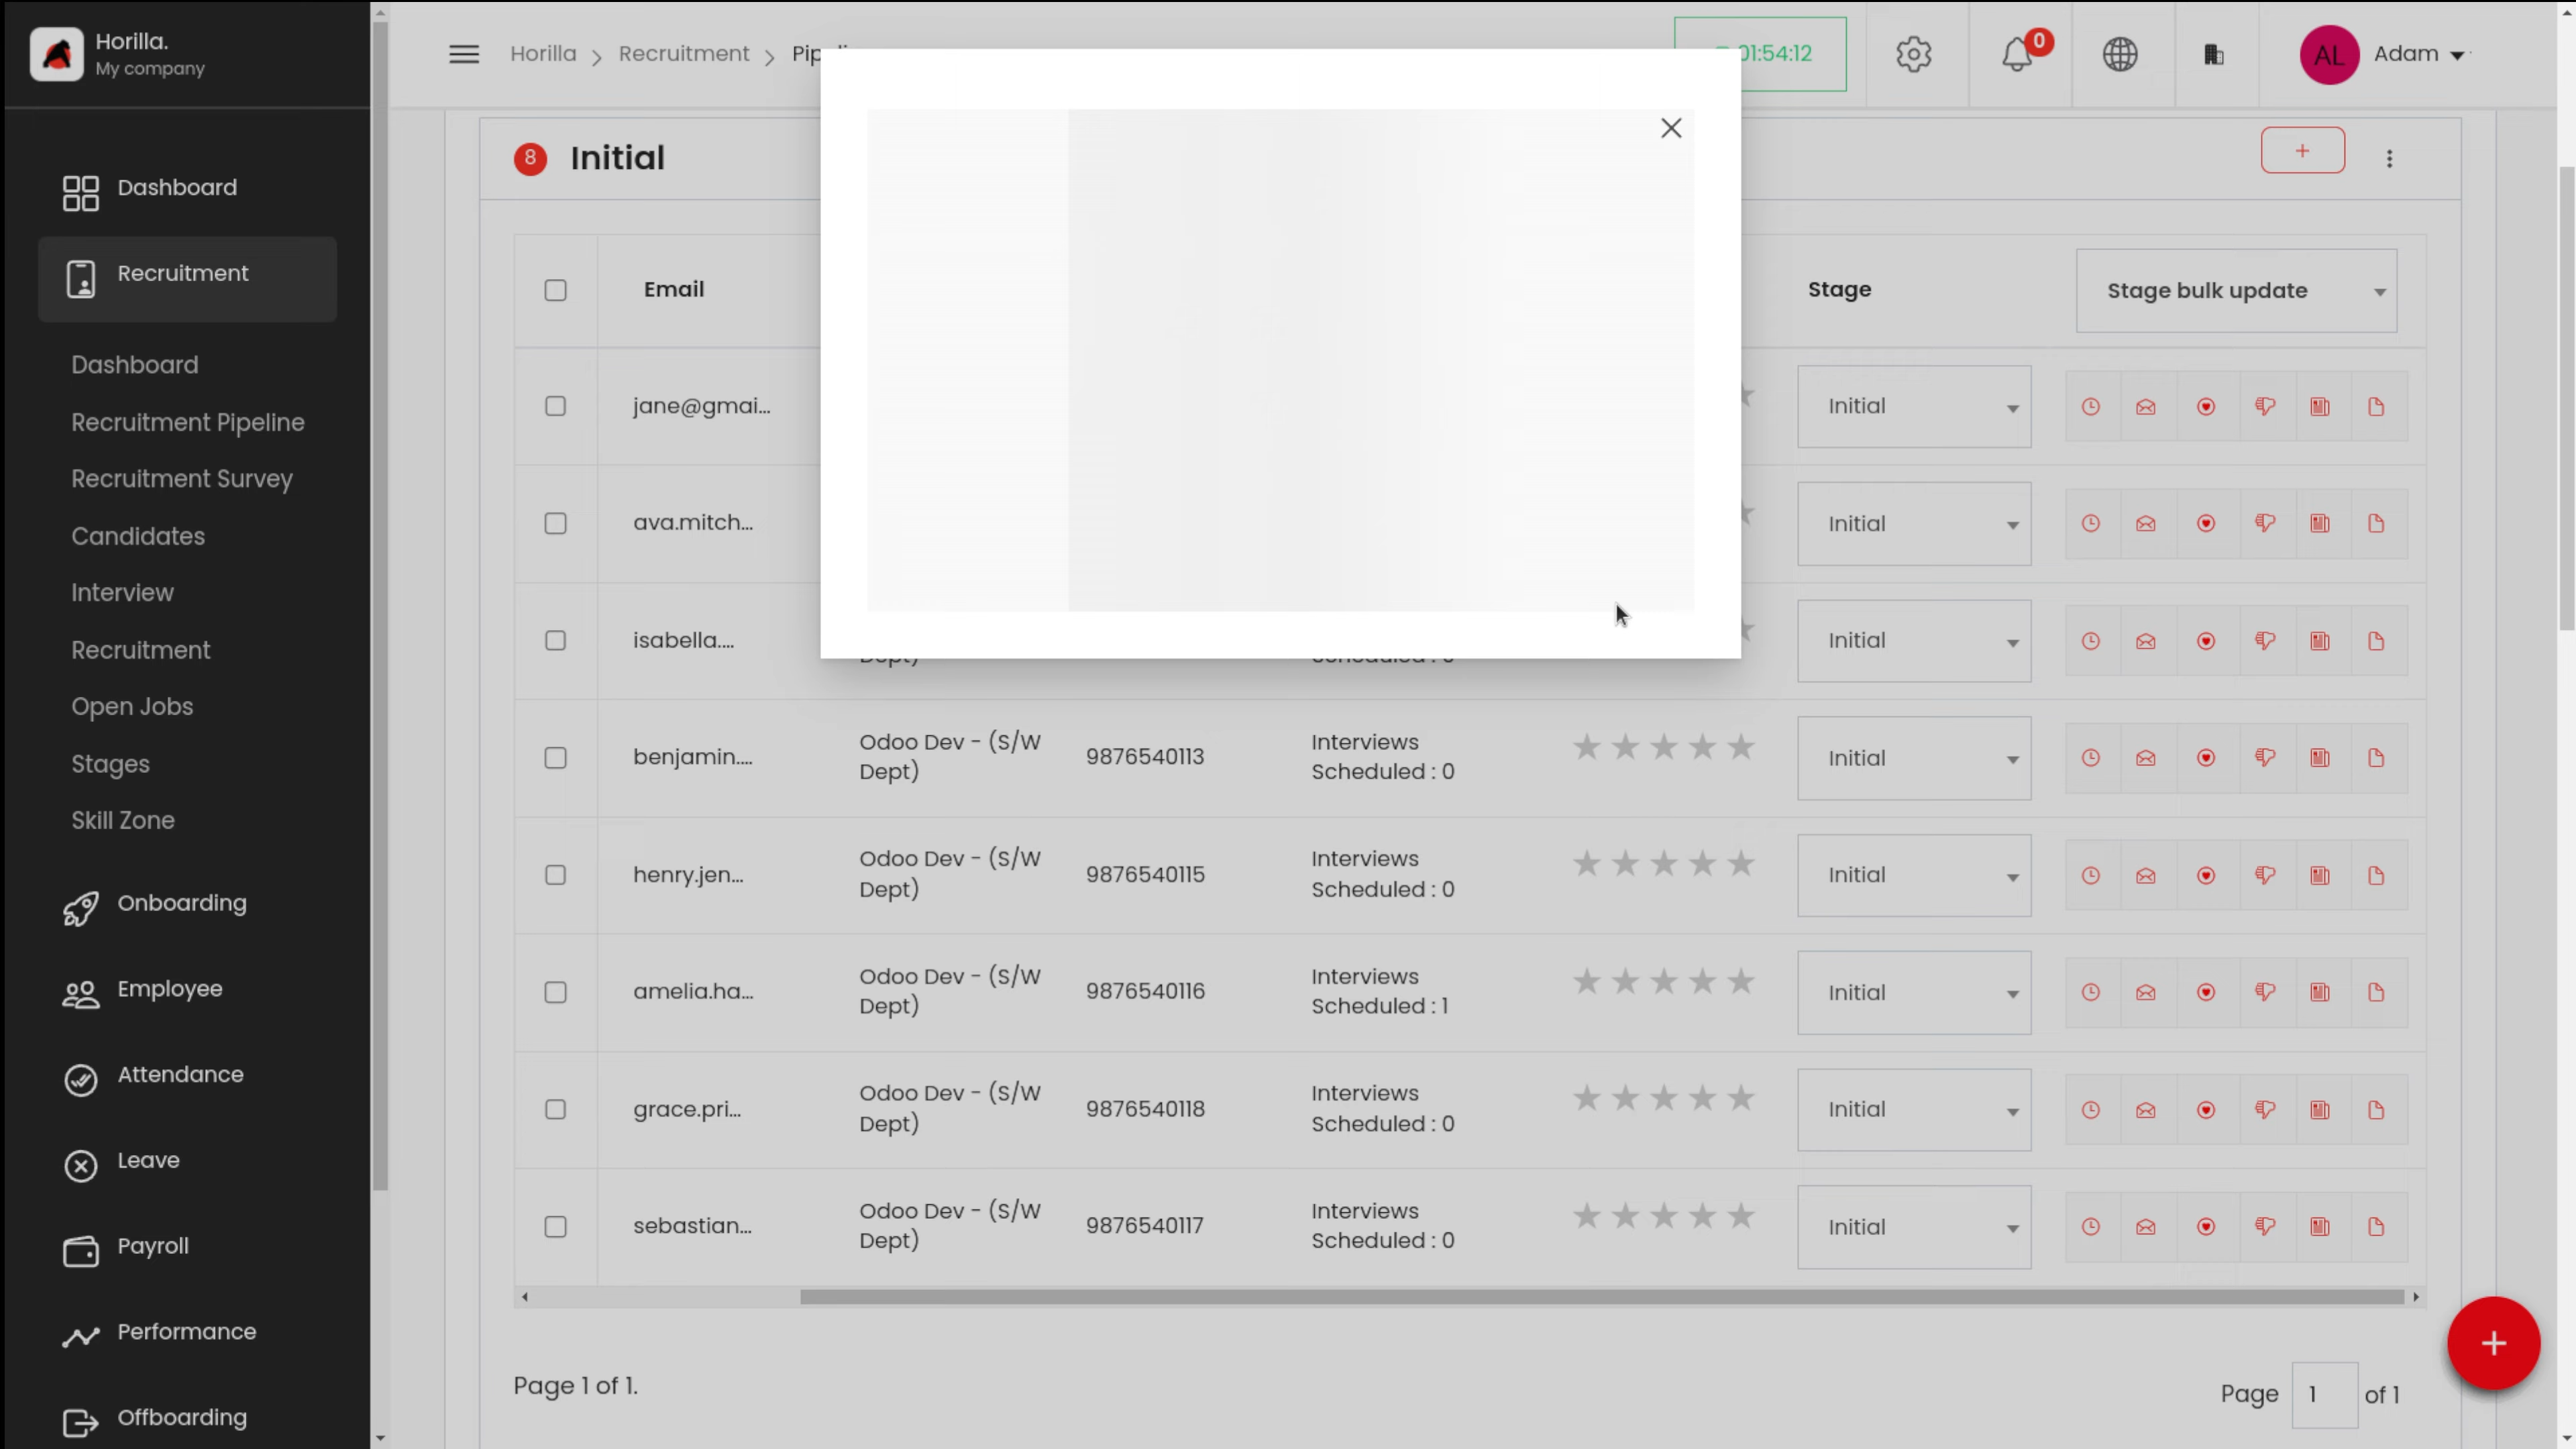 Horilla.
My company
Dashboard
Recruitment
Dashboard
Recruitment Pipeline
Recruitment Survey
Candidates
Interview
Recruitment
Open Jobs
Stages
Skill Zone
Onboarding
Employee
Attendance
Leave
Payroll
Performance
Offboarding
Horilla > Recruitment >
01:54:12
0
AL Adam
8 Initial
+
Email Stage Stage bulk update
jane@gmai... Initial
ava.mitch... Initial
isabella.... Initial
benjamin.... Odoo Dev - (S/W Dept) 9876540113 Interviews Scheduled : 0 Initial
henry.jen... Odoo Dev - (S/W Dept) 9876540115 Interviews Scheduled : 0 Initial
amelia.ha... Odoo Dev - (S/W Dept) 9876540116 Interviews Scheduled : 1 Initial
grace.pri... Odoo Dev - (S/W Dept) 9876540118 Interviews Scheduled : 0 Initial
sebastian... Odoo Dev - (S/W Dept) 9876540117 Interviews Scheduled : 0 Initial
Page 1 of 1.
Page 1 of 1
+